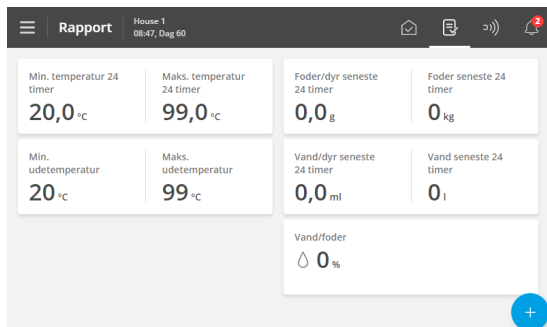 Rapport
House 1
08:47, Dag 60
2
Min. temperatur 24
timer
20,0 °C
Maks. temperatur
24 timer
99,0 °C
Foder/dyr seneste
24 timer
0,0 g
Foder seneste 24
timer
0 kg
Min.
udetemperatur
20 °C
Maks.
udetemperatur
99 °C
Vand/dyr seneste
24 timer
0,0 ml
Vand seneste 24
timer
0 l
Vand/foder
0 %
+